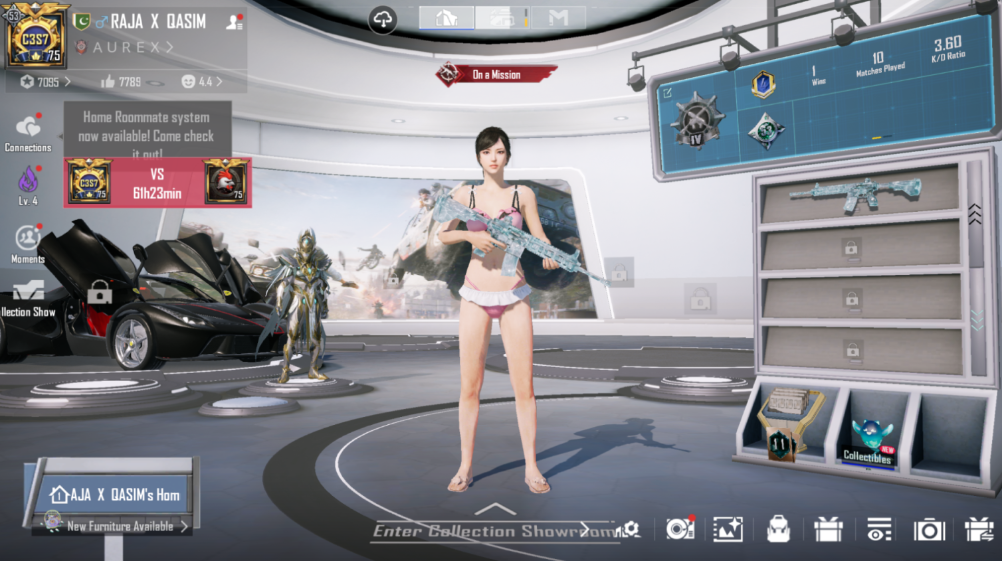 (53)
RAJA X QASIM
C3S7
75
AUREX
7095
7789
4.4
On a Mission
1
Wins
10
Matches Played
3.60
K/D Ratio
IV
Home Roommate system
now available! Come check
it out!
Connections
C3S7
75
VS
61h23min
75
Lv. 4
Moments
llection Show
11
Collectibles
NEW
AJA X QASIM's Hom
New Furniture Available
Enter Collection Showroom